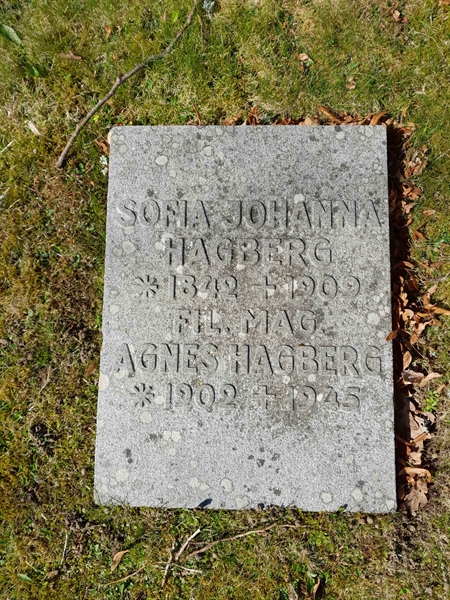 SOFIA JOHANNA
HAGBERG
* 1842 † 1909
FIL. MAG.
AGNES HAGBERG
* 1902 † 1945